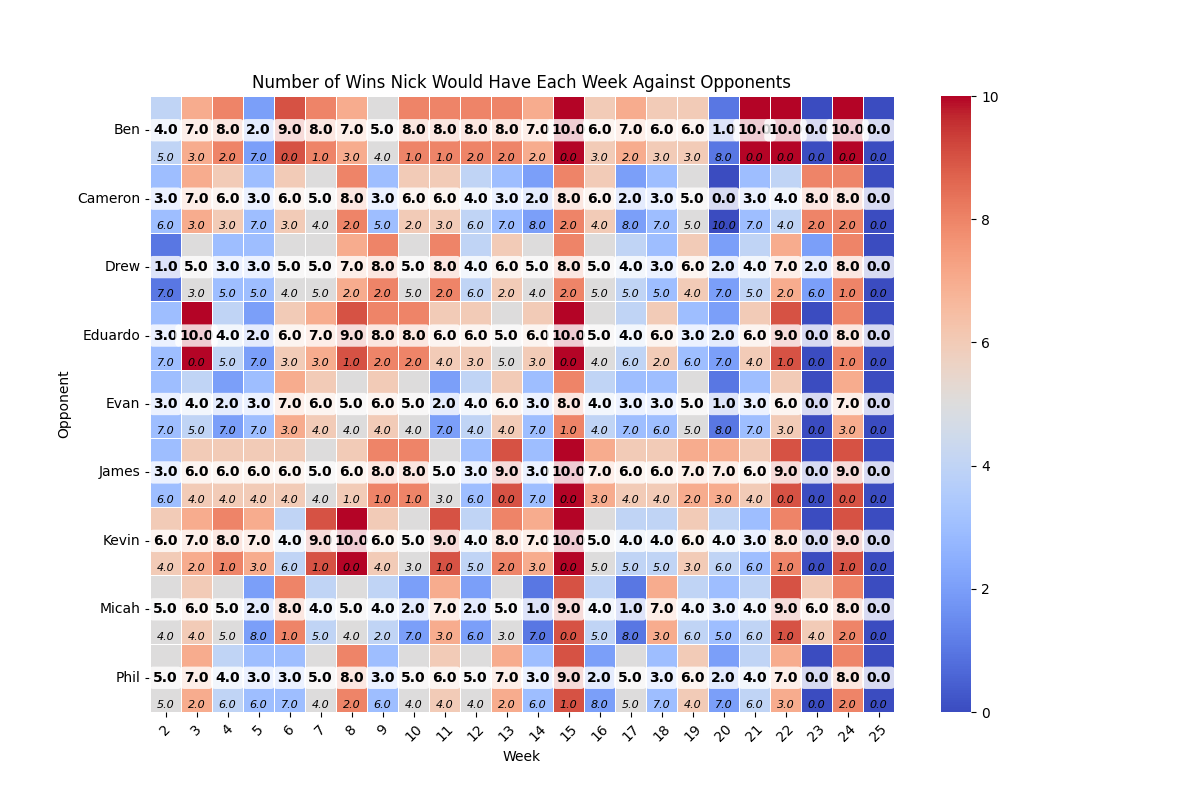 Number of Wins Nick Would Have Each Week Against Opponents
10
Ben - 4.0 7.0 8.0 2.0 9.0 8.0 7.0 5.0 8.0 8.0 8.0 8.0 7.0 10.0 6.0 7.0 6.0 6.0 1.0 10.0 10.0 0.0 10.0 0.0
5.0 3.0 2.0 7.0 0.0 1.0 3.0 4.0 1.0 1.0 2.0 2.0 2.0 0.0 3.0 2.0 3.0 3.0 8.0 0.0 0.0 0.0 0.0 0.0
Cameron - 3.0 7.0 6.0 3.0 6.0 5.0 8.0 3.0 6.0 6.0 4.0 3.0 2.0 8.0 6.0 2.0 3.0 5.0 0.0 3.0 4.0 8.0 8.0 0.0
8
6.0 3.0 3.0 7.0 3.0 4.0 2.0 5.0 2.0 3.0 6.0 7.0 8.0 2.0 4.0 8.0 7.0 5.0 10.0 7.0 4.0 2.0 2.0 0.0
Drew - 1.0 5.0 3.0 3.0 5.0 5.0 7.0 8.0 5.0 8.0 4.0 6.0 5.0 8.0 5.0 4.0 3.0 6.0 2.0 4.0 7.0 2.0 8.0 0.0
7.0 3.0 5.0 5.0 4.0 5.0 2.0 2.0 5.0 2.0 6.0 2.0 4.0 2.0 5.0 5.0 5.0 4.0 7.0 5.0 2.0 6.0 1.0 0.0
Eduardo - 3.0 10.0 4.0 2.0 6.0 7.0 9.0 8.0 8.0 6.0 6.0 5.0 6.0 10.0 5.0 4.0 6.0 3.0 2.0 6.0 9.0 0.0 8.0 0.0
6
7.0 0.0 5.0 7.0 3.0 3.0 1.0 2.0 2.0 4.0 3.0 5.0 3.0 0.0 4.0 6.0 2.0 6.0 7.0 4.0 1.0 0.0 1.0 0.0
Opponent
Evan - 3.0 4.0 2.0 3.0 7.0 6.0 5.0 6.0 5.0 2.0 4.0 6.0 3.0 8.0 4.0 3.0 3.0 5.0 1.0 3.0 6.0 0.0 7.0 0.0
7.0 5.0 7.0 7.0 3.0 4.0 4.0 4.0 4.0 7.0 4.0 4.0 7.0 1.0 4.0 7.0 6.0 5.0 8.0 7.0 3.0 0.0 3.0 0.0
4
James - 3.0 6.0 6.0 6.0 6.0 5.0 6.0 8.0 8.0 5.0 3.0 9.0 3.0 10.0 7.0 6.0 6.0 7.0 7.0 6.0 9.0 0.0 9.0 0.0
6.0 4.0 4.0 4.0 4.0 4.0 1.0 1.0 1.0 3.0 6.0 0.0 7.0 0.0 3.0 4.0 4.0 2.0 3.0 4.0 0.0 0.0 0.0 0.0
Kevin - 6.0 7.0 8.0 7.0 4.0 9.0 10.0 6.0 5.0 9.0 4.0 8.0 7.0 10.0 5.0 4.0 4.0 6.0 4.0 3.0 8.0 0.0 9.0 0.0
4.0 2.0 1.0 3.0 6.0 1.0 0.0 4.0 3.0 1.0 5.0 2.0 3.0 0.0 5.0 5.0 5.0 3.0 6.0 6.0 1.0 0.0 1.0 0.0
2
Micah - 5.0 6.0 5.0 2.0 8.0 4.0 5.0 4.0 2.0 7.0 2.0 5.0 1.0 9.0 4.0 1.0 7.0 4.0 3.0 4.0 9.0 6.0 8.0 0.0
4.0 4.0 5.0 8.0 1.0 5.0 4.0 2.0 7.0 3.0 6.0 3.0 7.0 0.0 5.0 8.0 3.0 6.0 5.0 6.0 1.0 4.0 2.0 0.0
Phil - 5.0 7.0 4.0 3.0 3.0 5.0 8.0 3.0 5.0 6.0 5.0 7.0 3.0 9.0 2.0 5.0 3.0 6.0 2.0 4.0 7.0 0.0 8.0 0.0
5.0 2.0 6.0 6.0 7.0 4.0 2.0 6.0 4.0 4.0 4.0 2.0 6.0 1.0 8.0 5.0 7.0 4.0 7.0 6.0 3.0 0.0 2.0 0.0
0
2 3 4 5 6 7 8 9 10 11 12 13 14 15 16 17 18 19 20 21 22 23 24 25
Week